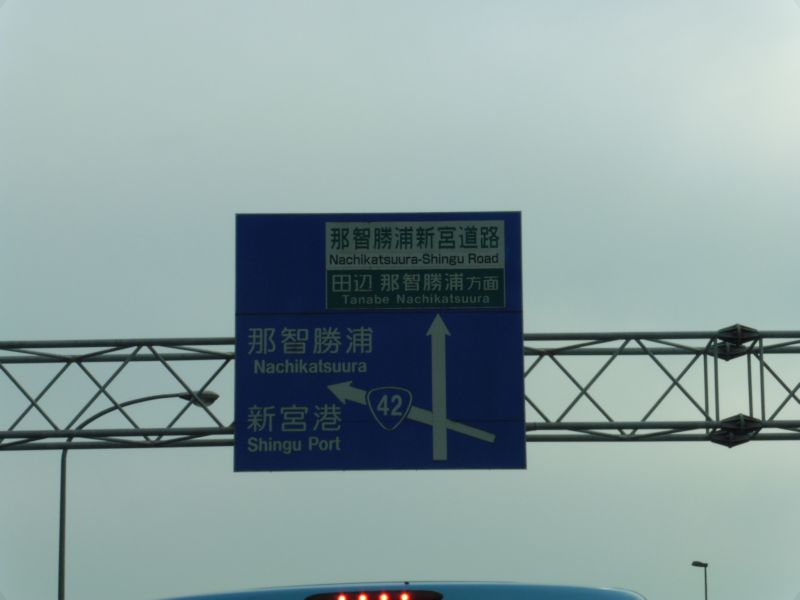 那智勝浦新宮道路
Nachikatsuura-Shingu Road
田辺 那智勝浦方面
Tanabe Nachikatsuura
那智勝浦
Nachikatsuura
42
新宮港
Shingu Port